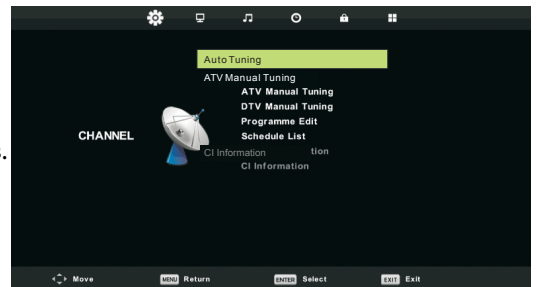 Auto Tuning
ATV Manual Tuning
ATV Manual Tuning
DTV Manual Tuning
Programme Edit
CHANNEL
Schedule List
CI Information tion
CI Information
Move MENU Return ENTER Select EXIT Exit